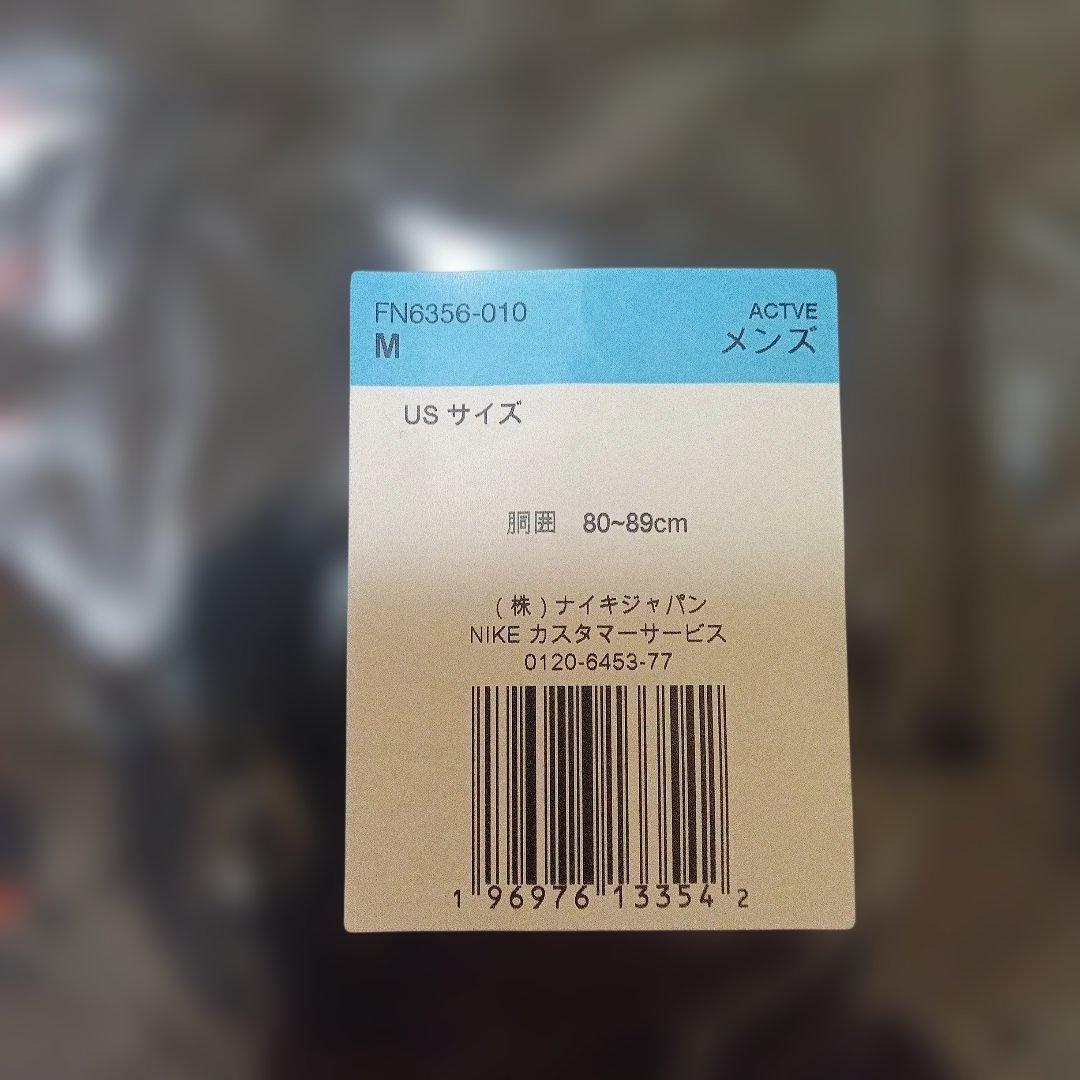 FN6356-010
ACTVE
M
メンズ
US サイズ
胴囲 80~89cm
(株)ナイキジャパン
NIKE カスタマーサービス
0120-6453-77
1 96976 13354 2